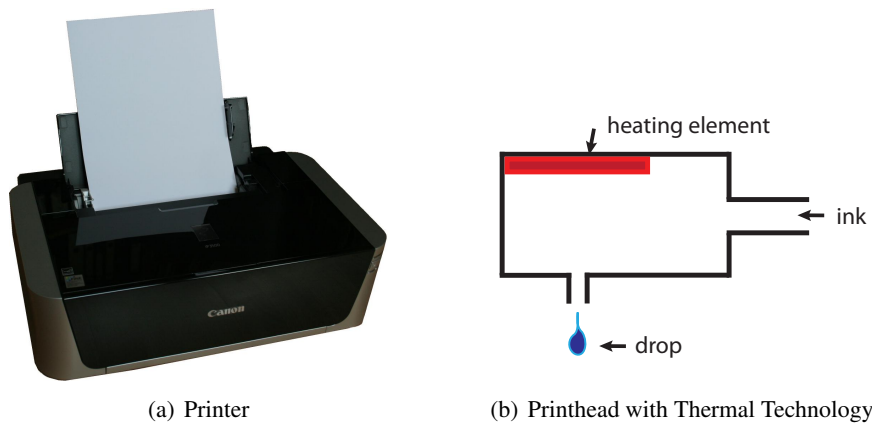 heating element
ink
Canon
drop
(a) Printer
(b) Printhead with Thermal Technology